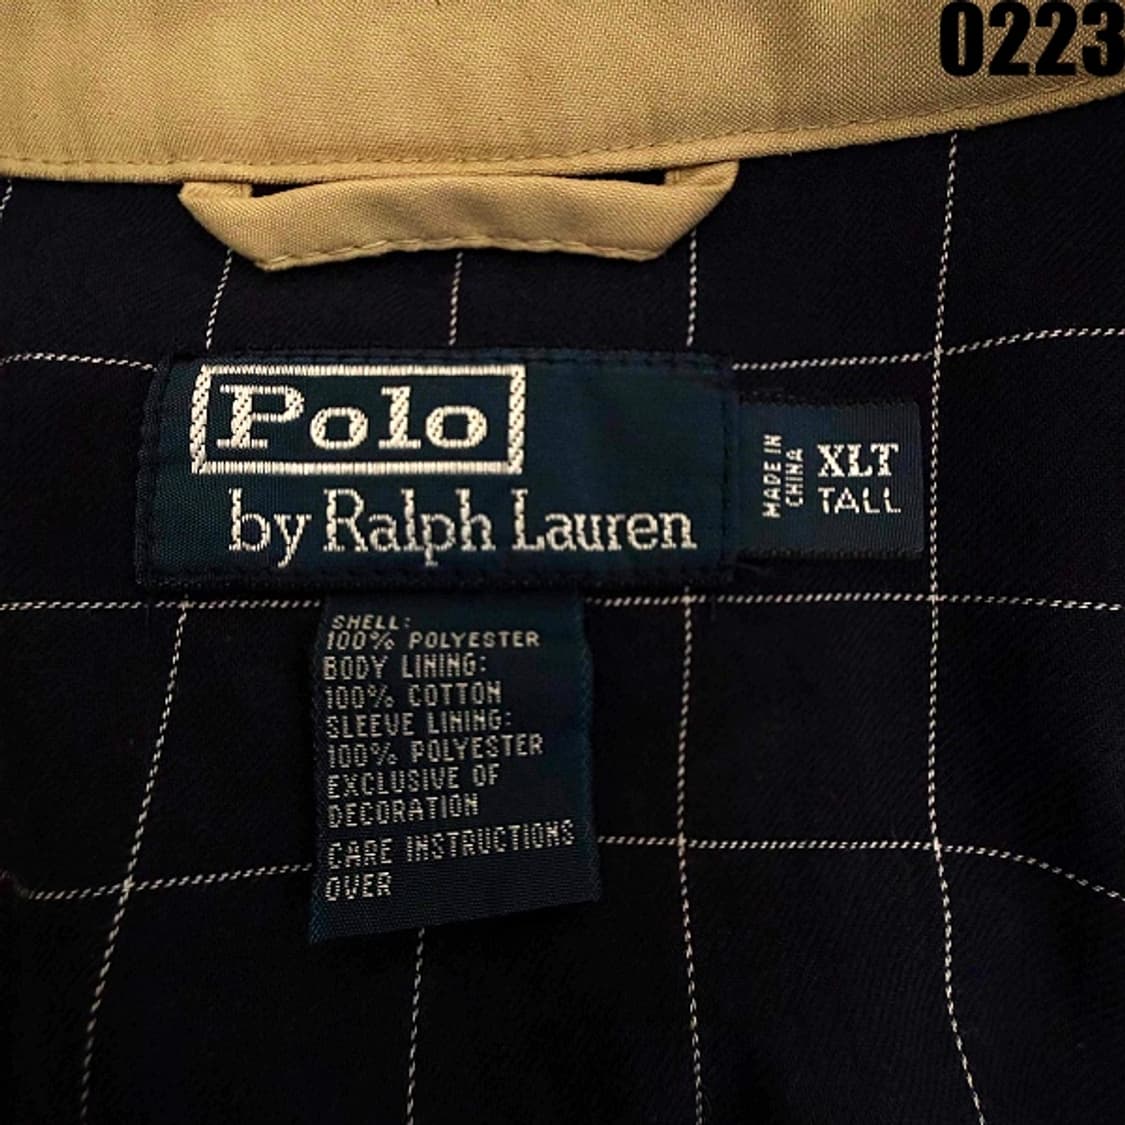 0223
Polo
by Ralph Lauren
MADE IN
CHINA
XLT
TALL
SHELL:
100% POLYESTER
BODY LINING:
100% COTTON
SLEEVE LINING:
100% POLYESTER
EXCLUSIVE OF
DECORATION
CARE INSTRUCTIONS
OVER